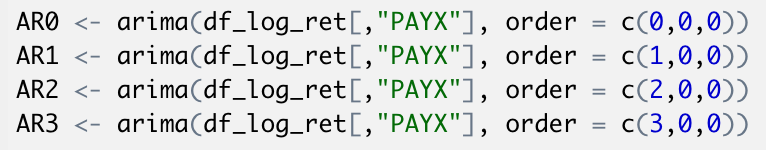 AR0 <- arima(df_log_ret[,"PAYX"], order = c(0,0,0))
AR1 <- arima(df_log_ret[,"PAYX"], order = c(1,0,0))
AR2 <- arima(df_log_ret[,"PAYX"], order = c(2,0,0))
AR3 <- arima(df_log_ret[,"PAYX"], order = c(3,0,0))